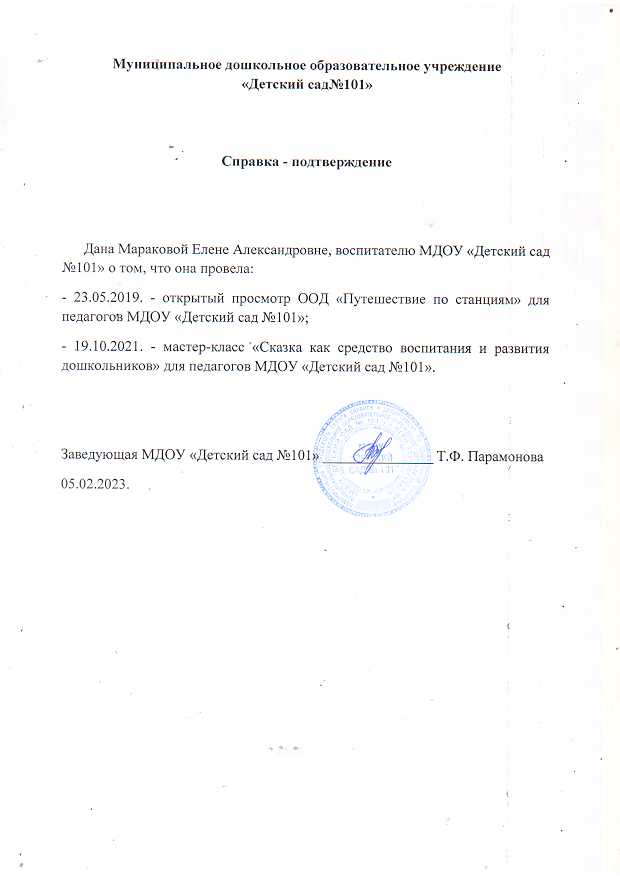 Муниципальное дошкольное образовательное учреждение
«Детский сад№101»
Справка - подтверждение
Дана Мараковой Елене Александровне, воспитателю МДОУ «Детский сад
№101» о том, что она провела:
- 23.05.2019. - открытый просмотр ООД «Путешествие по станциям» для
педагогов МДОУ «Детский сад №101»;
- 19.10.2021. - мастер-класс «Сказка как средство воспитания и развития
дошкольников» для педагогов МДОУ «Детский сад №101».
Заведующая МДОУ «Детский сад №101» Т.Ф. Парамонова
05.02.2023.